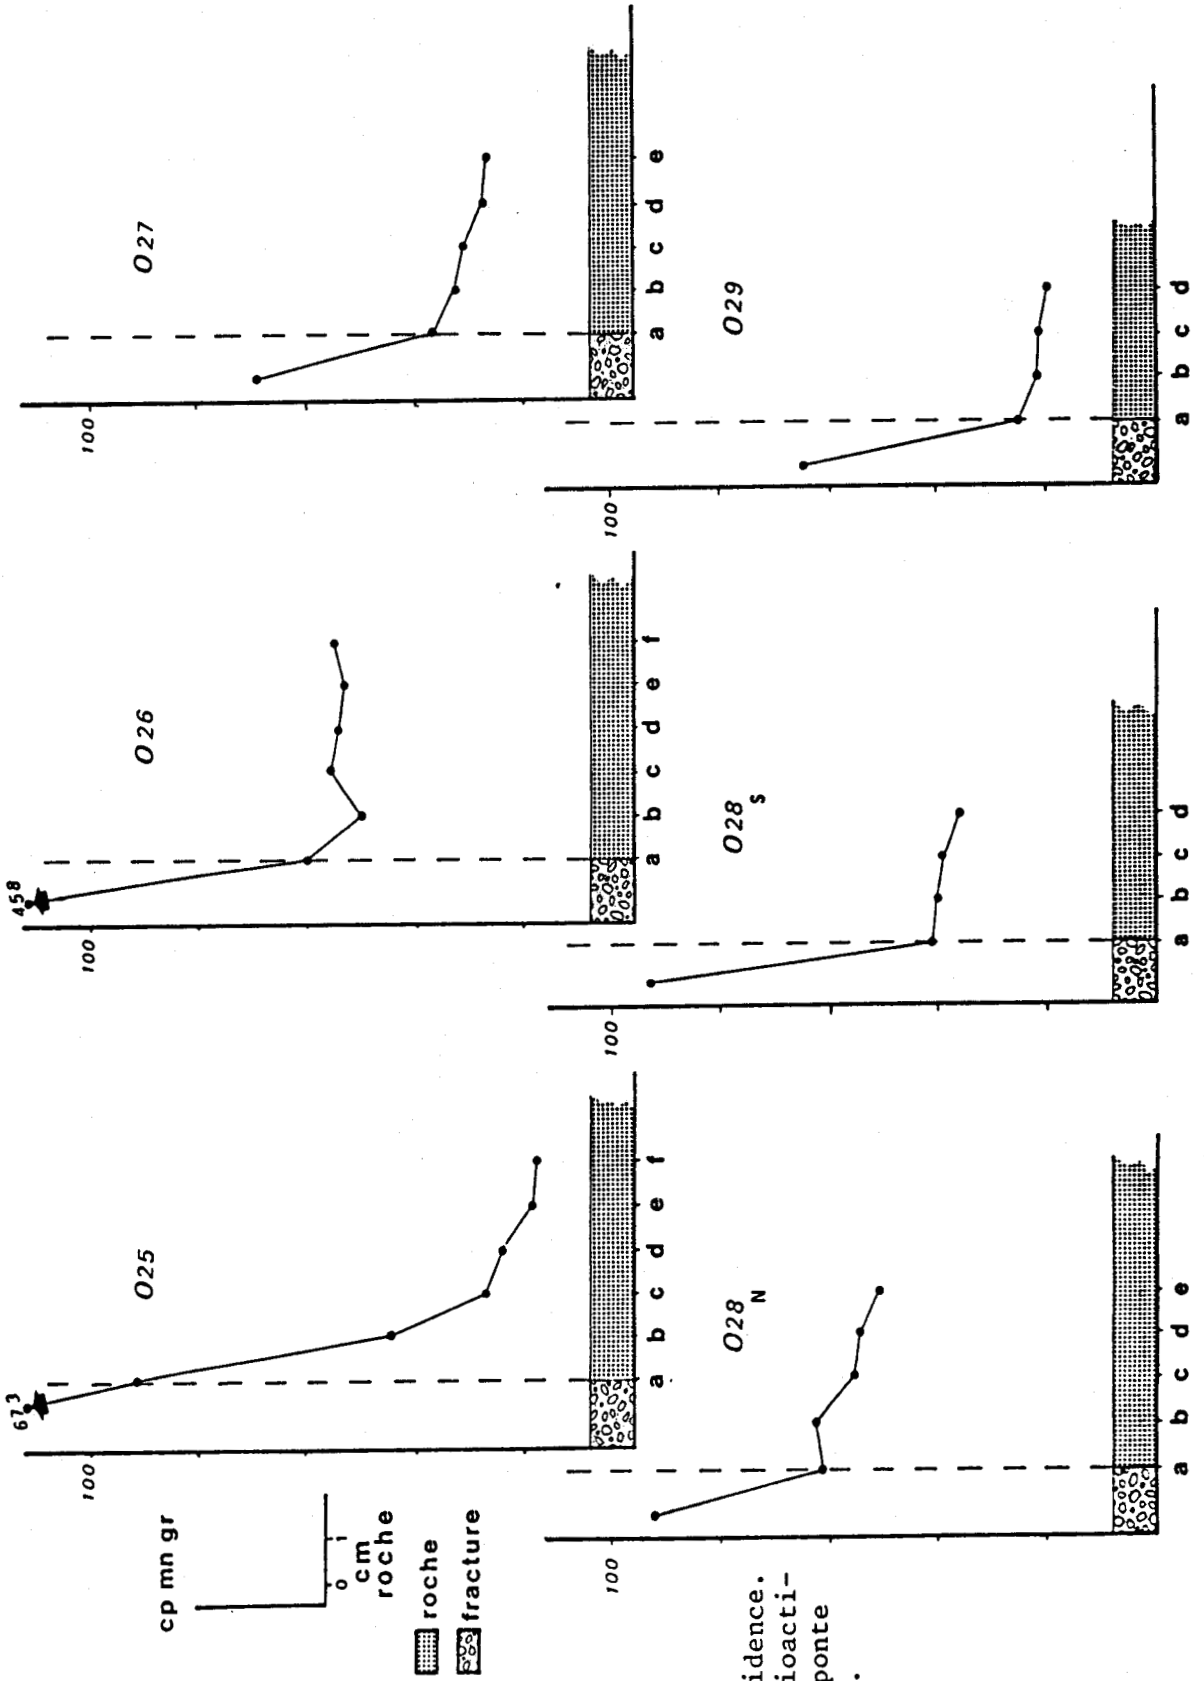 673
100
O25
a b c d e f
458
100
O26
a b c d e f
100
O27
a b c d e
cp mn gr
0 1
cm
roche
roche
fracture
100
O28 N
a b c d e
100
O28 S
a b c d
100
O29
a b c d
idence.
ioacti-
ponte
.